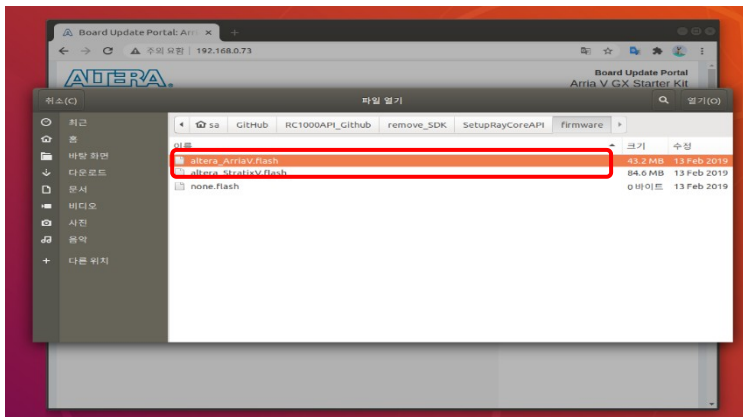 Board Update Portal: Arri
주의 요함 192.168.0.73
ALTERA
Board Update Portal
Arria V GX Starter Kit
취소(C) 파일 열기 열기(O)
sa GitHub RC1000API_Github remove_SDK SetupRayCoreAPI firmware
최근
홈
바탕 화면
다운로드
문서
비디오
사진
음악
다른 위치
이름 크기 수정
altera_ArriaV.flash 43.2 MB 13 Feb 2019
altera_StratixV.flash 84.6 MB 13 Feb 2019
none.flash 0 바이트 13 Feb 2019